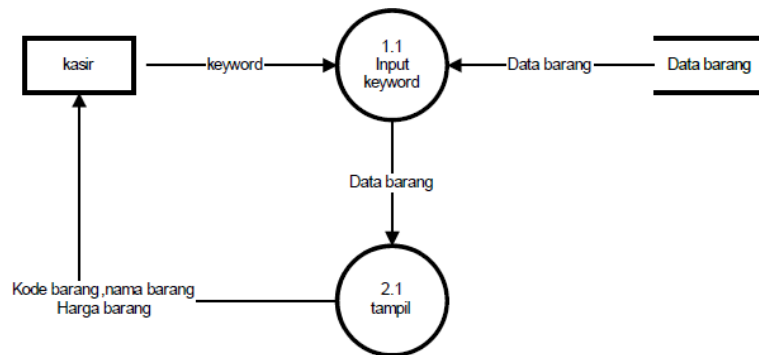 kasir
keyword
1.1
Input
keyword
Data barang
Data barang
Data barang
2.1
tampil
Kode barang ,nama barang
Harga barang